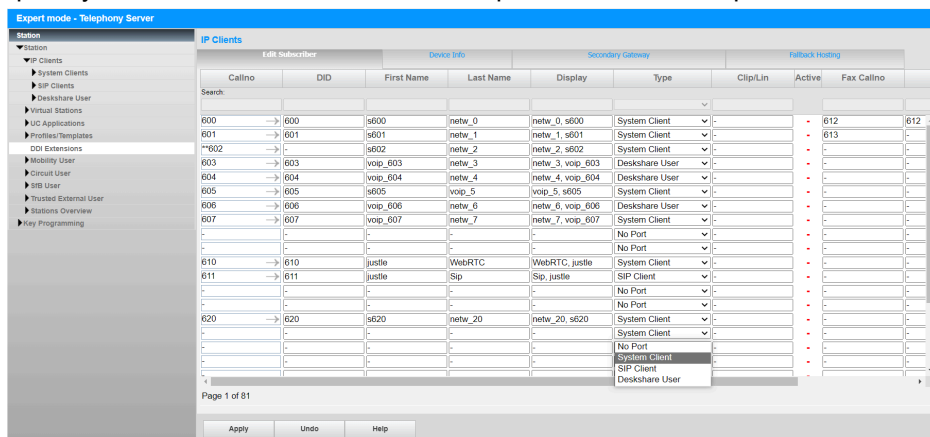 Expert mode - Telephony Server
Station
Station
IP Clients
System Clients
SIP Clients
Deskshare User
Virtual Stations
UC Applications
Profiles/Templates
DDI Extensions
Mobility User
Circuit User
SfB User
Trusted External User
Stations Overview
Key Programming
IP Clients
Edit Subscriber Device Info Secondary Gateway Fallback Hosting
Callno DID First Name Last Name Display Type Clip/Lin Active Fax Callno
Search:
600 600 s600 netw_0 netw_0, s600 System Client - - 612 612
601 601 s601 netw_1 netw_1, s601 System Client - - 613 -
**602 - s602 netw_2 netw_2, s602 System Client - - - -
603 603 voip_603 netw_3 netw_3, voip_603 Deskshare User - - - -
604 604 voip_604 netw_4 netw_4, voip_604 Deskshare User - - - -
605 605 s605 voip_5 voip_5, s605 System Client - - - -
606 606 voip_606 netw_6 netw_6, voip_606 Deskshare User - - - -
607 607 voip_607 netw_7 netw_7, voip_607 System Client - - - -
- - - - - No Port - - - -
- - - - - No Port - - - -
610 610 justle WebRTC WebRTC, justle System Client - - - -
611 611 justle Sip Sip, justle SIP Client - - - -
- - - - - No Port - - - -
- - - - - No Port - - - -
620 620 s620 netw_20 netw_20, s620 System Client - - - -
- - - - - System Client - - - -
- - - - - No Port - - - -
- - - - - System Client - - - -
- - - - - SIP Client - - - -
Deskshare User
Page 1 of 81
Apply Undo Help